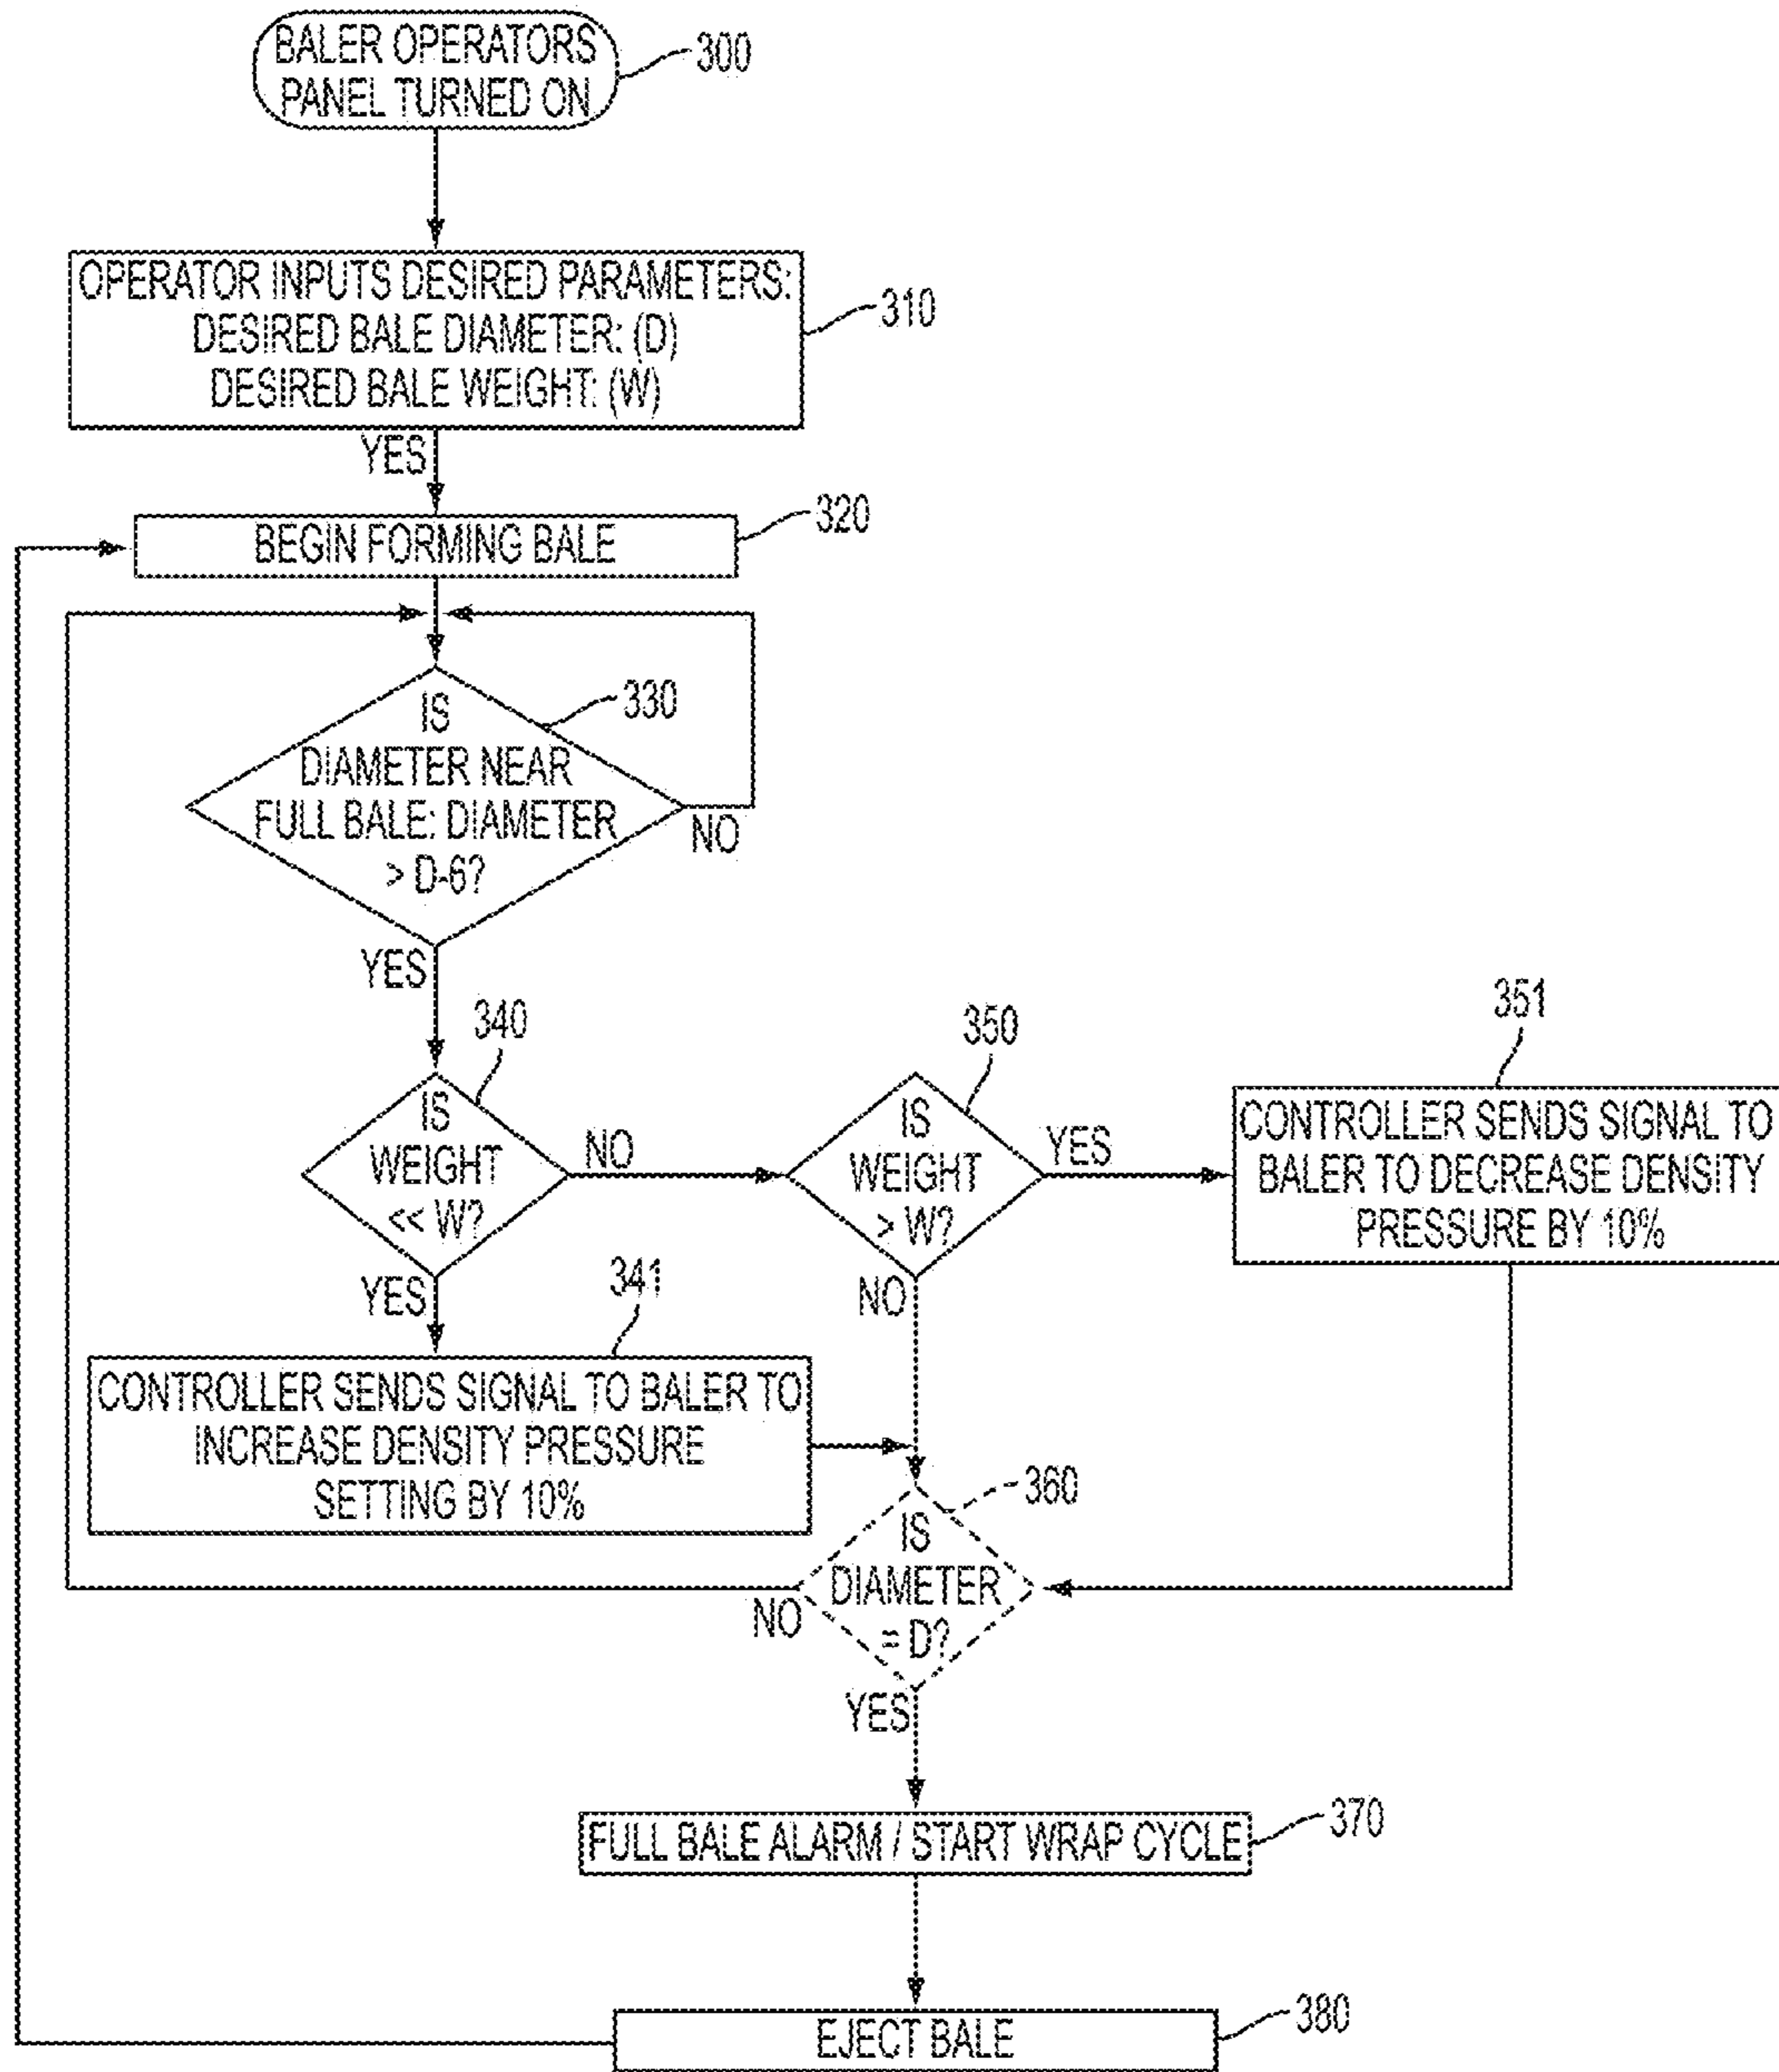 BALER OPERATORS
PANEL TURNED ON
300
OPERATOR INPUTS DESIRED PARAMETERS:
DESIRED BALE DIAMETER: (D)
DESIRED BALE WEIGHT: (W)
310
YES
BEGIN FORMING BALE
320
IS
DIAMETER NEAR
FULL BALE: DIAMETER
> D-6?
330
NO
YES
340
IS
WEIGHT
<< W?
NO
350
IS
WEIGHT
> W?
YES
351
CONTROLLER SENDS SIGNAL TO
BALER TO DECREASE DENSITY
PRESSURE BY 10%
YES
341
NO
CONTROLLER SENDS SIGNAL TO BALER TO
INCREASE DENSITY PRESSURE
SETTING BY 10%
360
IS
DIAMETER
= D?
NO
YES
FULL BALE ALARM / START WRAP CYCLE
370
EJECT BALE
380